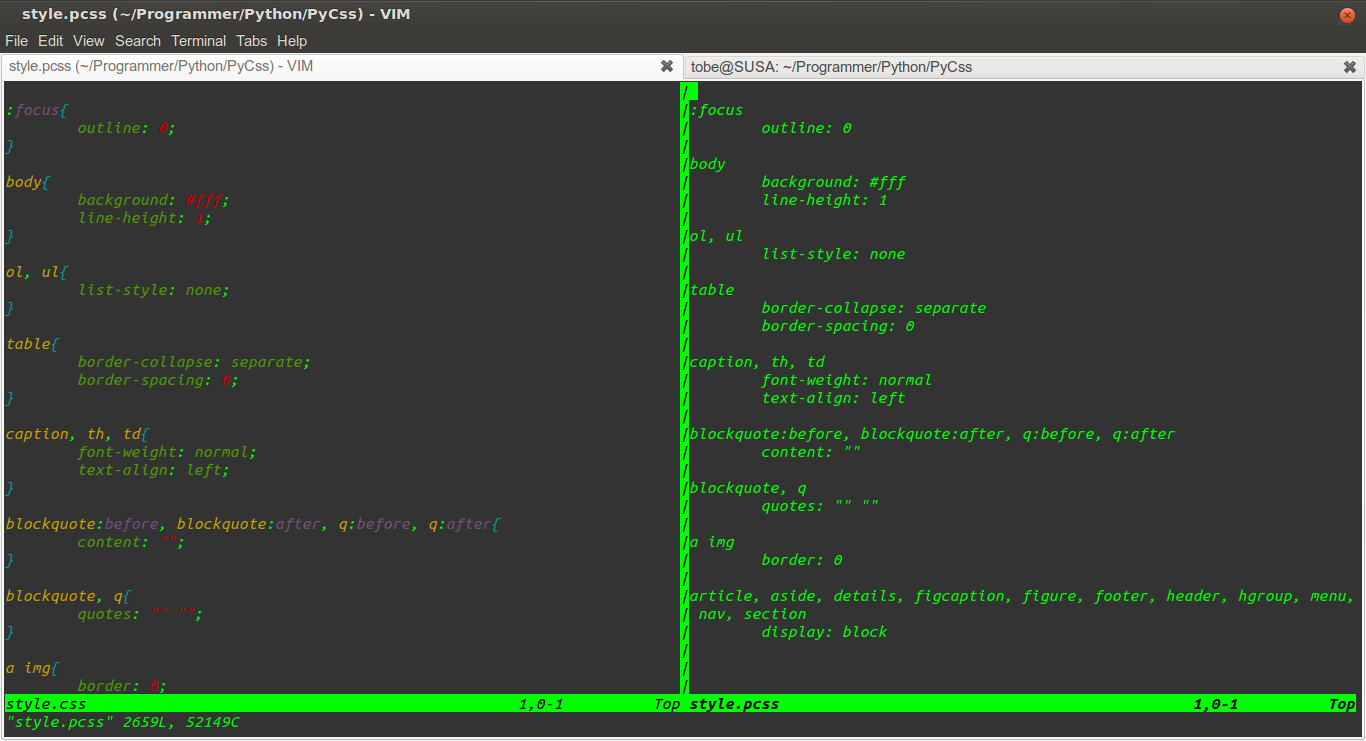 style.pcss (~/Programmer/Python/PyCss) - VIM
File Edit View Search Terminal Tabs Help
style.pcss (~/Programmer/Python/PyCss) - VIM
tobe@SUSA: ~/Programmer/Python/PyCss
:focus{
outline: 0;
}
body{
background: #fff;
line-height: 1;
}
ol, ul{
list-style: none;
}
table{
border-collapse: separate;
border-spacing: 0;
}
caption, th, td{
font-weight: normal;
text-align: left;
}
blockquote:before, blockquote:after, q:before, q:after{
content: "";
}
blockquote, q{
quotes: "" "";
}
a img{
border: 0;
style.css 1,0-1 Top
:focus
outline: 0
body
background: #fff
line-height: 1
ol, ul
list-style: none
table
border-collapse: separate
border-spacing: 0
caption, th, td
font-weight: normal
text-align: left
blockquote:before, blockquote:after, q:before, q:after
content: ""
blockquote, q
quotes: "" ""
a img
border: 0
article, aside, details, figcaption, figure, footer, header, hgroup, menu,
nav, section
display: block
style.pcss 1,0-1 Top
"style.pcss" 2659L, 52149C